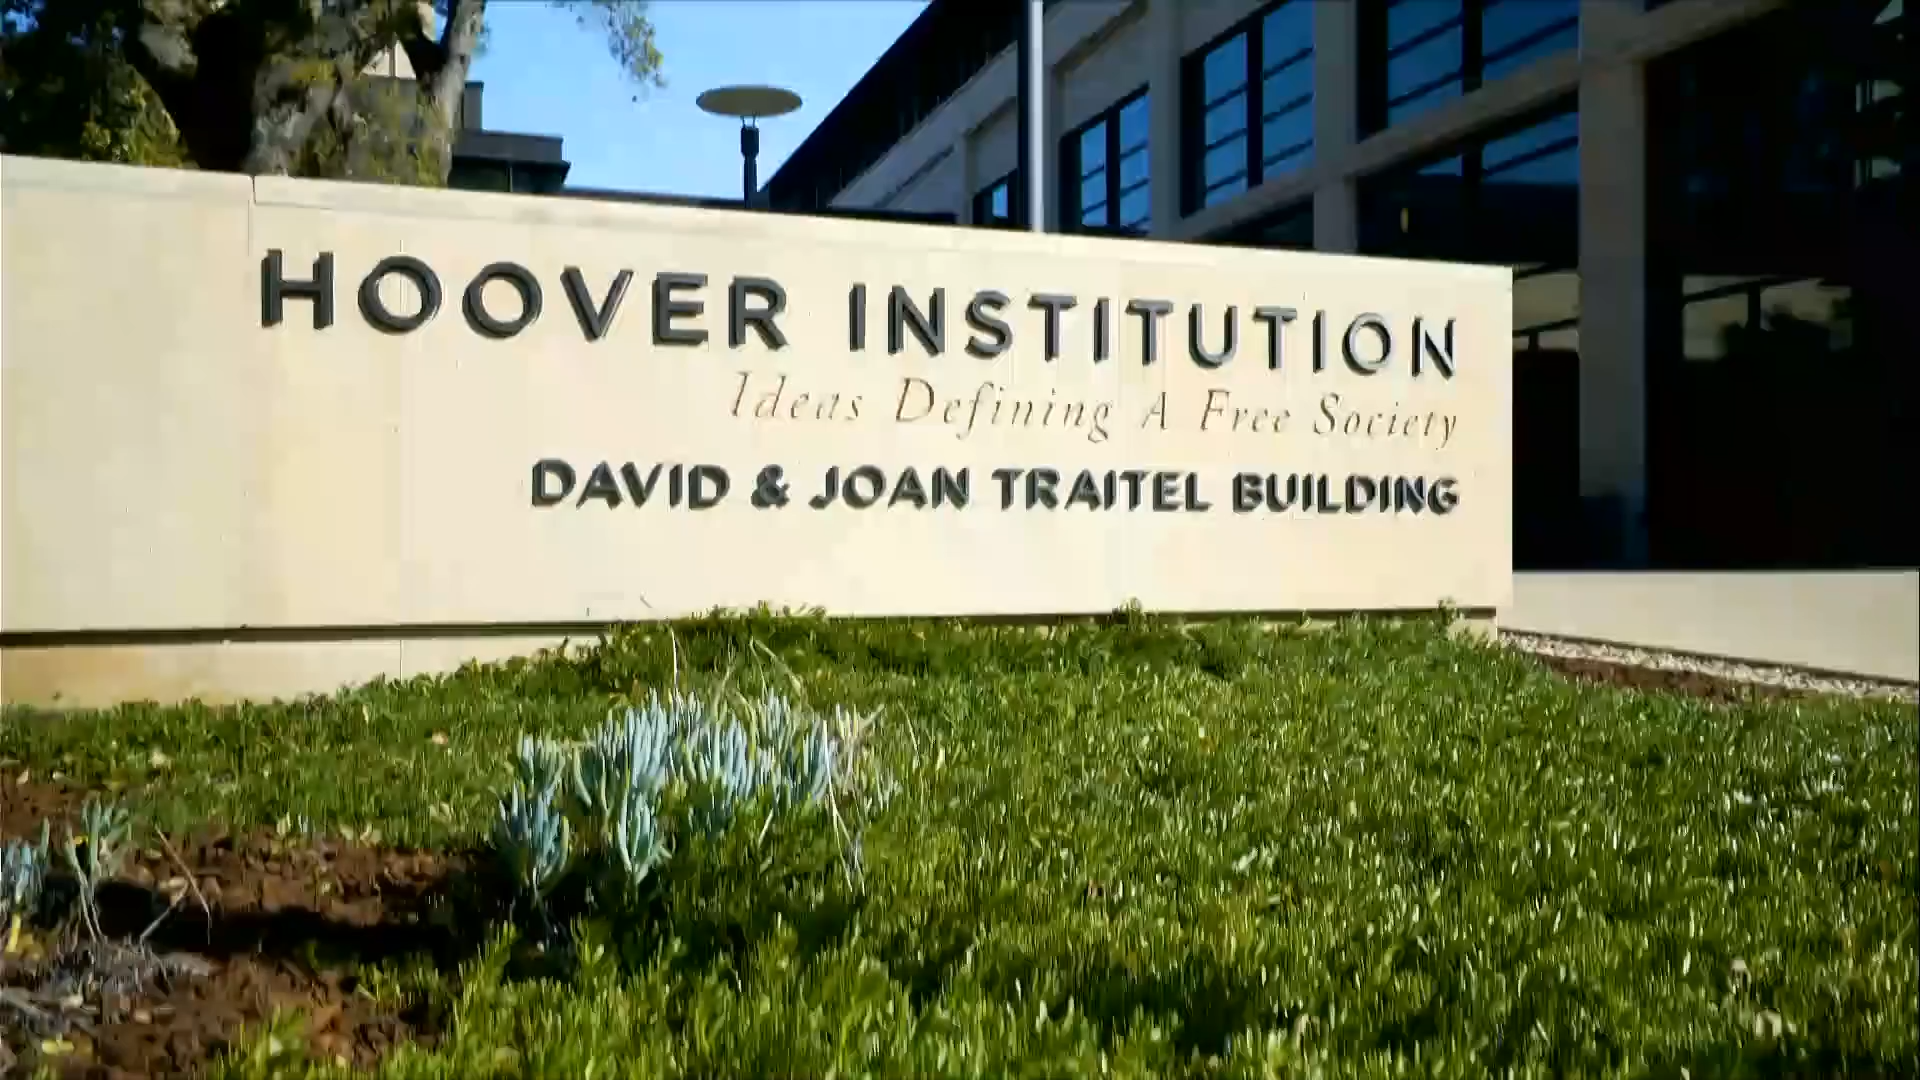 HOOVER INSTITUTION
Ideas Defining A Free Society
DAVID & JOAN TRAITEL BUILDING